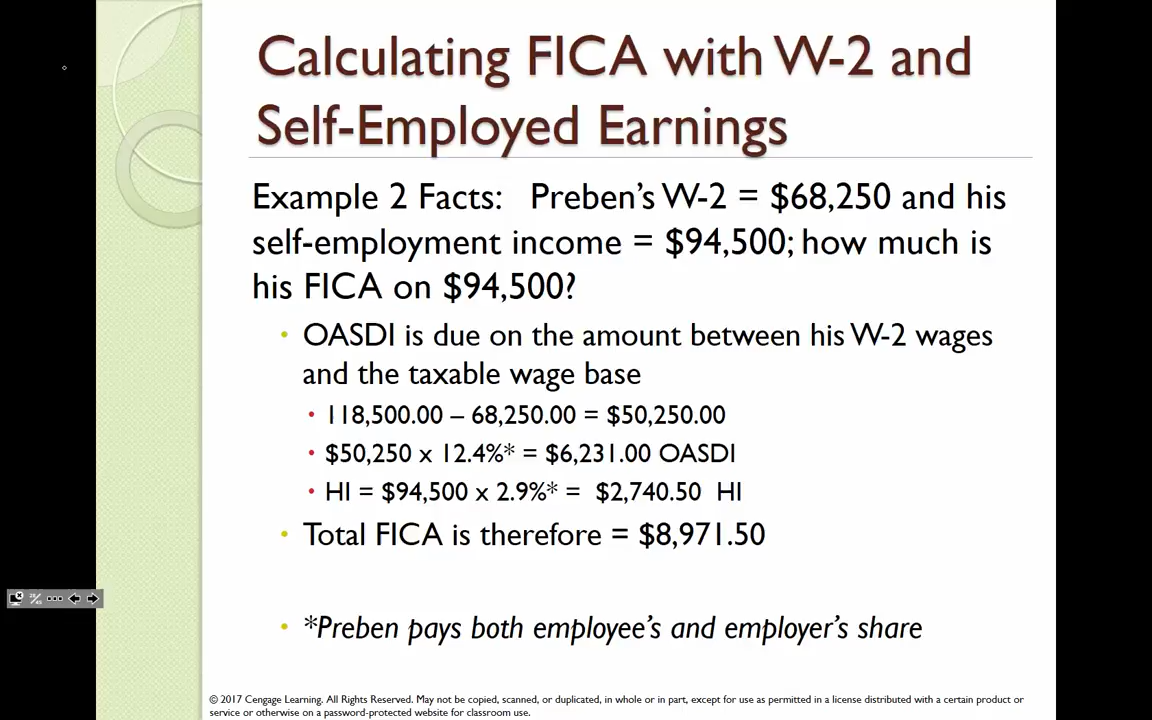 Calculating FICA with W-2 and
Self-Employed Earnings
Example 2 Facts: Preben's W-2 = $68,250 and his
self-employment income = $94,500; how much is
his FICA on $94,500?
• OASDI is due on the amount between his W-2 wages
and the taxable wage base
• 118,500.00 – 68,250.00 = $50,250.00
• $50,250 x 12.4%* = $6,231.00 OASDI
• HI = $94,500 x 2.9%* = $2,740.50 HI
• Total FICA is therefore = $8,971.50
• *Preben pays both employee's and employer's share
© 2017 Cengage Learning. All Rights Reserved. May not be copied, scanned, or duplicated, in whole or in part, except for use as permitted in a license distributed with a certain product or
service or otherwise on a password-protected website for classroom use.